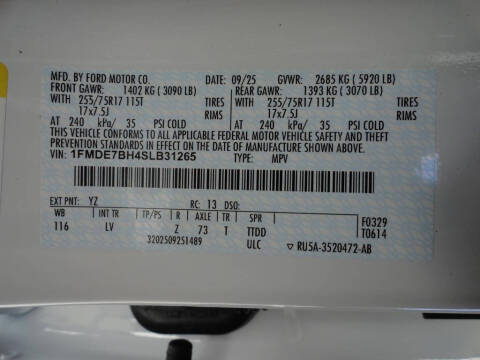 MFD. BY FORD MOTOR CO. DATE: 09/25 GVWR: 2685 KG ( 5920 LB)
FRONT GAWR: 1402 KG ( 3090 LB) REAR GAWR: 1393 KG ( 3070 LB)
WITH 255/75R17 115T TIRES WITH 255/75R17 115T TIRES
17x7.5J RIMS 17x7.5J RIMS
AT 240 kPa/ 35 PSI COLD AT 240 kPa/ 35 PSI COLD
THIS VEHICLE CONFORMS TO ALL APPLICABLE FEDERAL MOTOR VEHICLE SAFETY AND THEFT
PREVENTION STANDARDS IN EFFECT ON THE DATE OF MANUFACTURE SHOWN ABOVE.
VIN: 1FMDE7BH4SLB31265 TYPE: MPV
EXT PNT: YZ RC: 13 DSO: F0329
WB INT TR TP/PS R AXLE TR SPR T0614
116 LV Z 73 T TTDD
3202509251489 ULC RU5A-3520472-AB